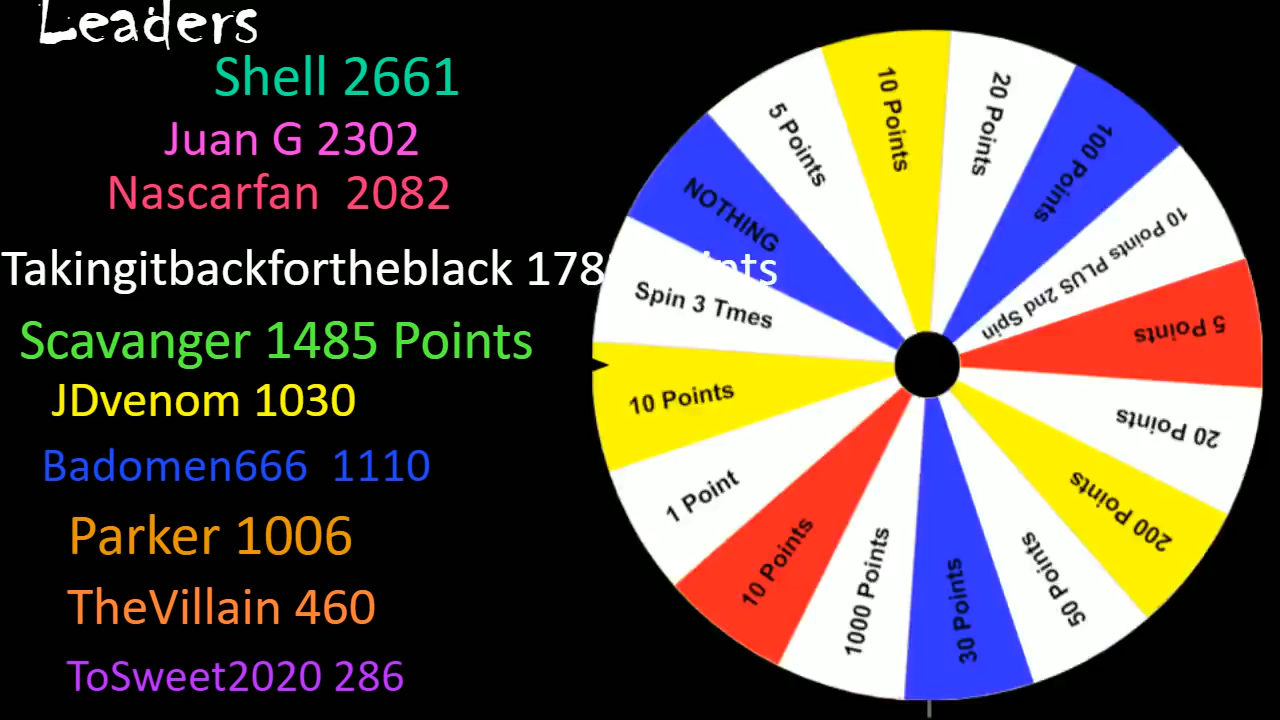 Leaders
Shell 2661
Juan G 2302
Nascarfan 2082
Takingitbackfortheblack
Scavanger 1485 Points
JDvenom 1030
Badomen666 1110
Parker 1006
TheVillain 460
ToSweet2020 286
10 Points
20 Points
100 Points
10 Points PLUS 2nd Spin
5 Points
20 Points
200 Points
50 Points
30 Points
1000 Points
10 Points
1 Point
10 Points
Spin 3 Tmes
NOTHING
5 Points